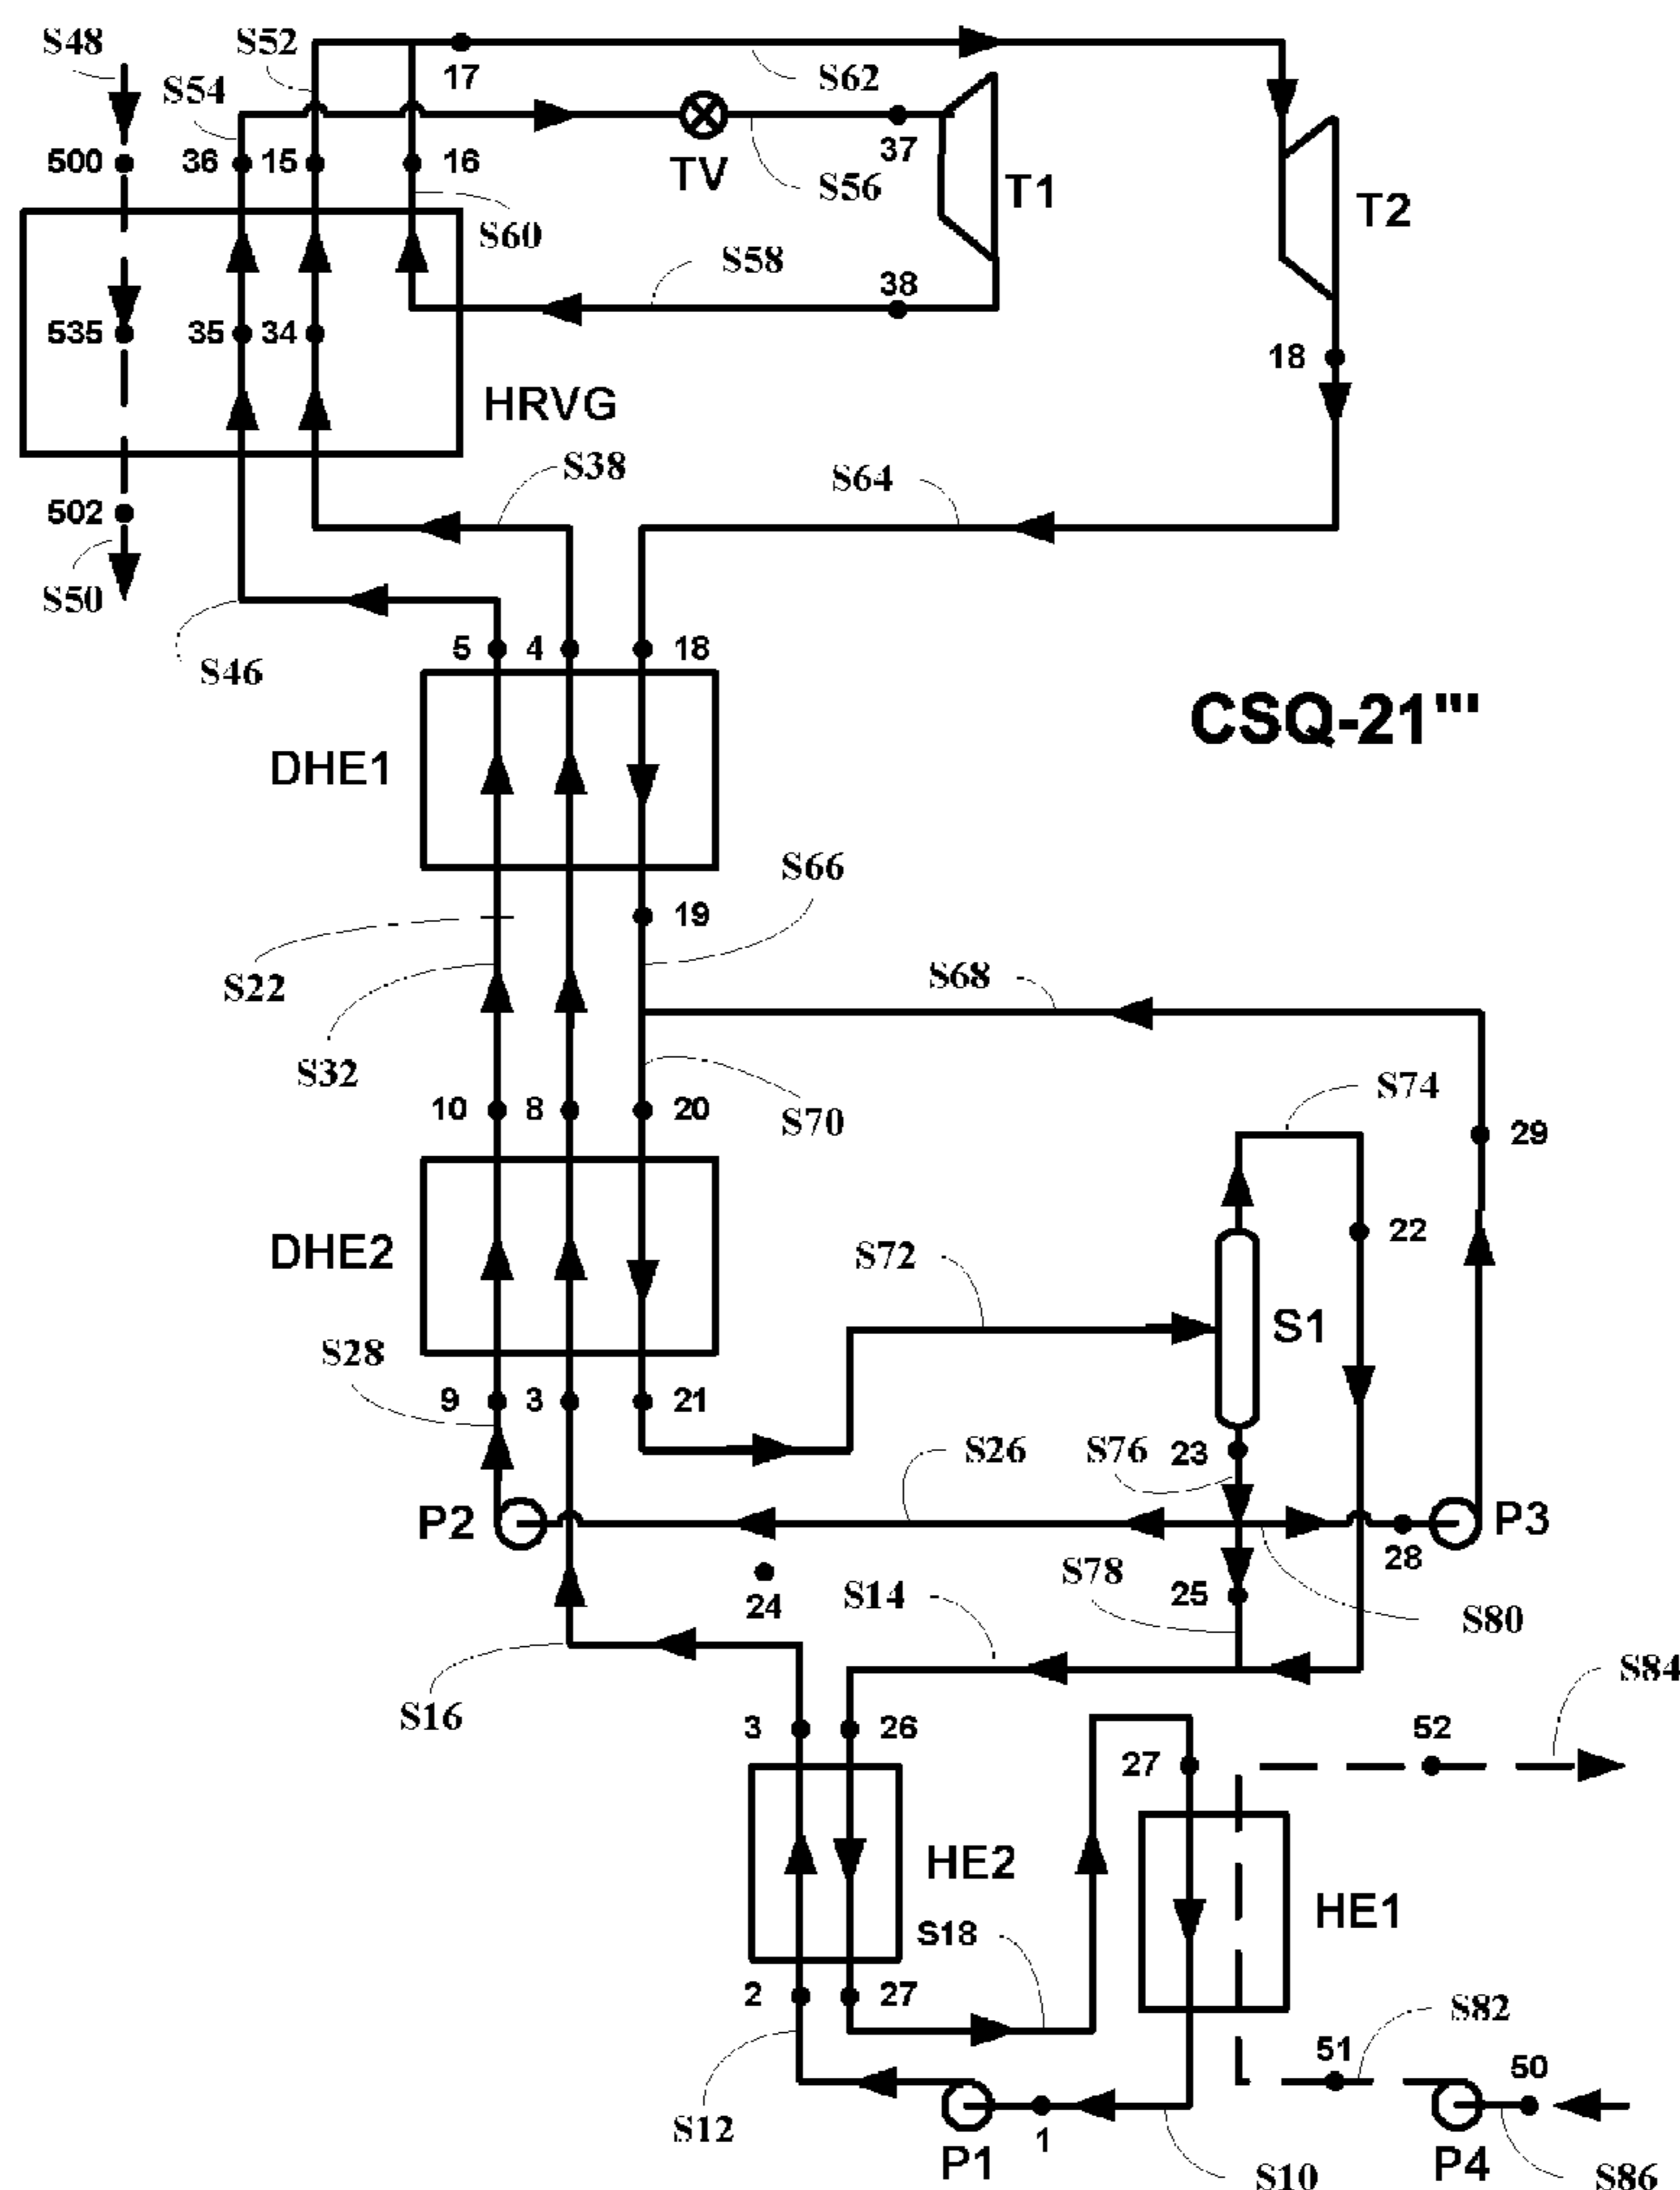 S48
S52
17
S62
S54
500
36
15
16
TV
S56
37
T1
T2
S60
S58
38
535
35
34
HRVG
18
502
S38
S64
S50
S46
5
4
18
CSQ-21'''
DHE1
S66
S22
19
S68
S32
10
8
20
S70
S74
29
DHE2
S72
22
S1
S28
9
3
21
S26
S76
23
P2
P3
28
24
S14
S78
25
S80
S16
S84
3
26
52
27
HE2
HE1
S18
2
27
S82
51
50
S12
1
P1
P4
S10
S86